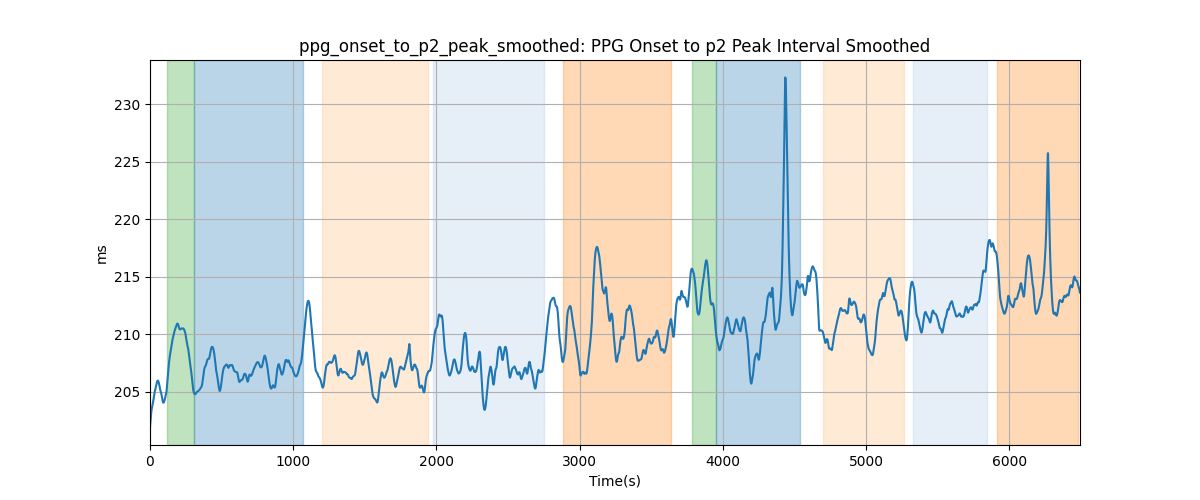 ppg_onset_to_p2_peak_smoothed: PPG Onset to p2 Peak Interval Smoothed
230
225
220
215
210
205
ms
0 1000 2000 3000 4000 5000 6000
Time(s)